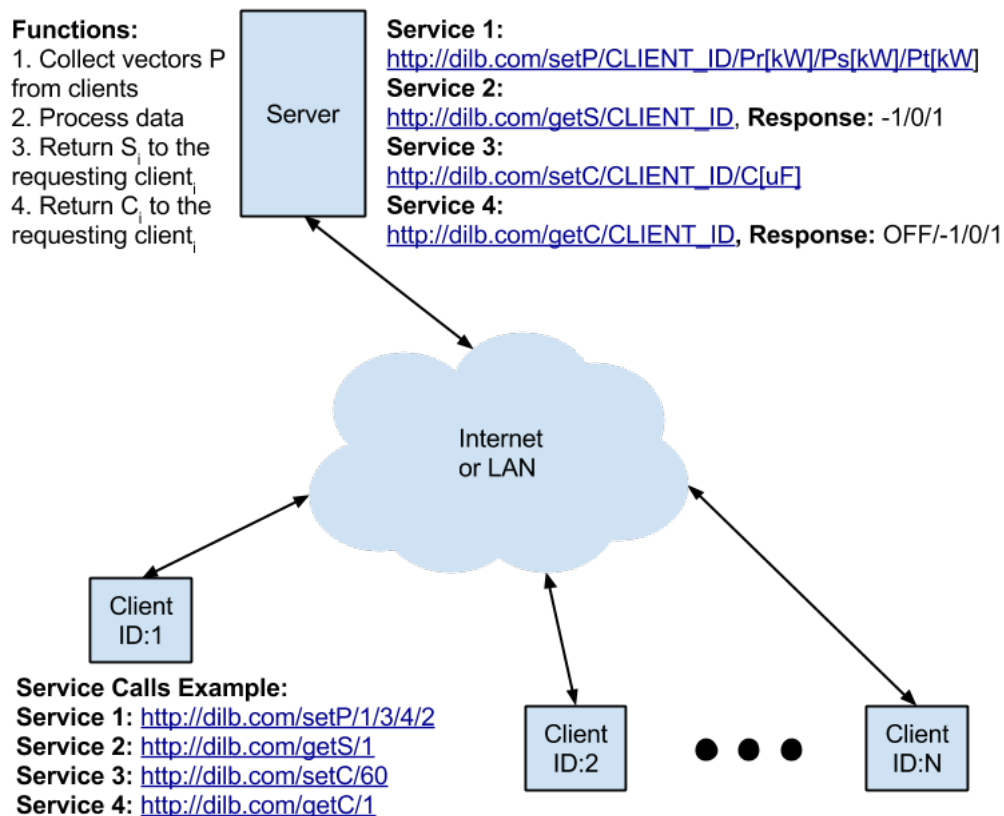 Functions:
1. Collect vectors P
from clients
2. Process data
3. Return Si to the
requesting clienti
4. Return Ci to the
requesting clienti
Server
Service 1:
http://dilb.com/setP/CLIENT_ID/Pr[kW]/Ps[kW]/Pt[kW]
Service 2:
http://dilb.com/getS/CLIENT_ID, Response: -1/0/1
Service 3:
http://dilb.com/setC/CLIENT_ID/C[uF]
Service 4:
http://dilb.com/getC/CLIENT_ID, Response: OFF/-1/0/1
Internet
or LAN
Client
ID:1
Service Calls Example:
Service 1: http://dilb.com/setP/1/3/4/2
Service 2: http://dilb.com/getS/1
Service 3: http://dilb.com/setC/60
Service 4: http://dilb.com/getC/1
Client
ID:2
Client
ID:N